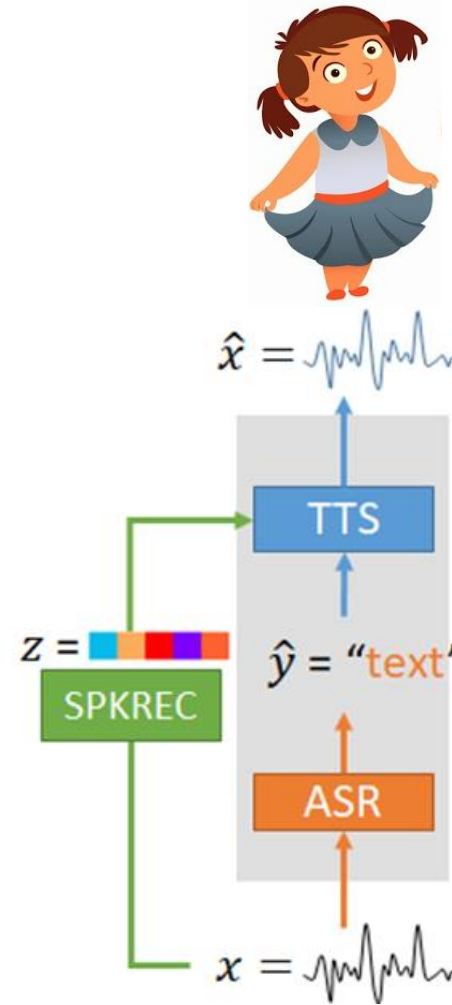 x̂ =
TTS
z =
ŷ = “text”
SPKREC
ASR
x =